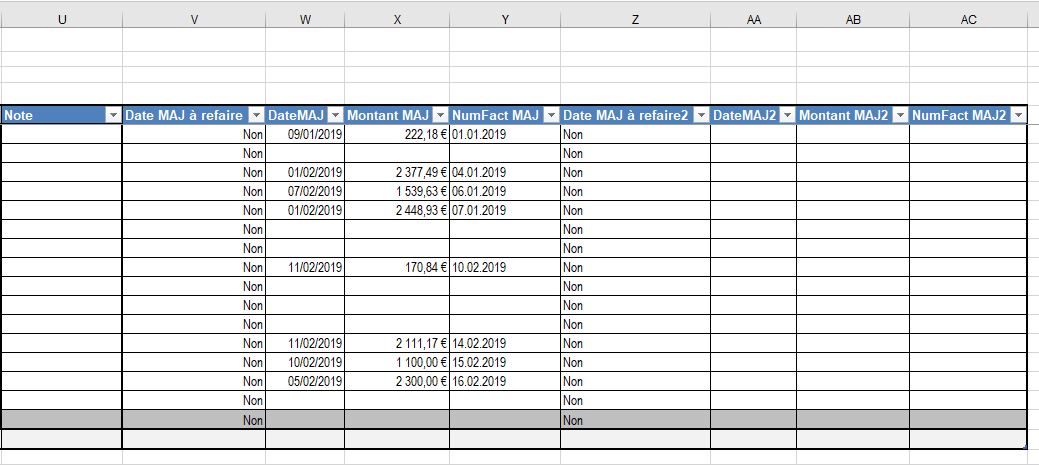 U V W X Y Z AA AB AC
Note Date MAJ à refaire DateMAJ Montant MAJ NumFact MAJ Date MAJ à refaire2 DateMAJ2 Montant MAJ2 NumFact MAJ2
Non 09/01/2019 222,18 € 01.01.2019 Non
Non Non
Non 01/02/2019 2 377,49 € 04.01.2019 Non
Non 07/02/2019 1 539,63 € 06.01.2019 Non
Non 01/02/2019 2 448,93 € 07.01.2019 Non
Non Non
Non Non
Non 11/02/2019 170,84 € 10.02.2019 Non
Non Non
Non Non
Non Non
Non 11/02/2019 2 111,17 € 14.02.2019 Non
Non 10/02/2019 1 100,00 € 15.02.2019 Non
Non 05/02/2019 2 300,00 € 16.02.2019 Non
Non Non
Non Non